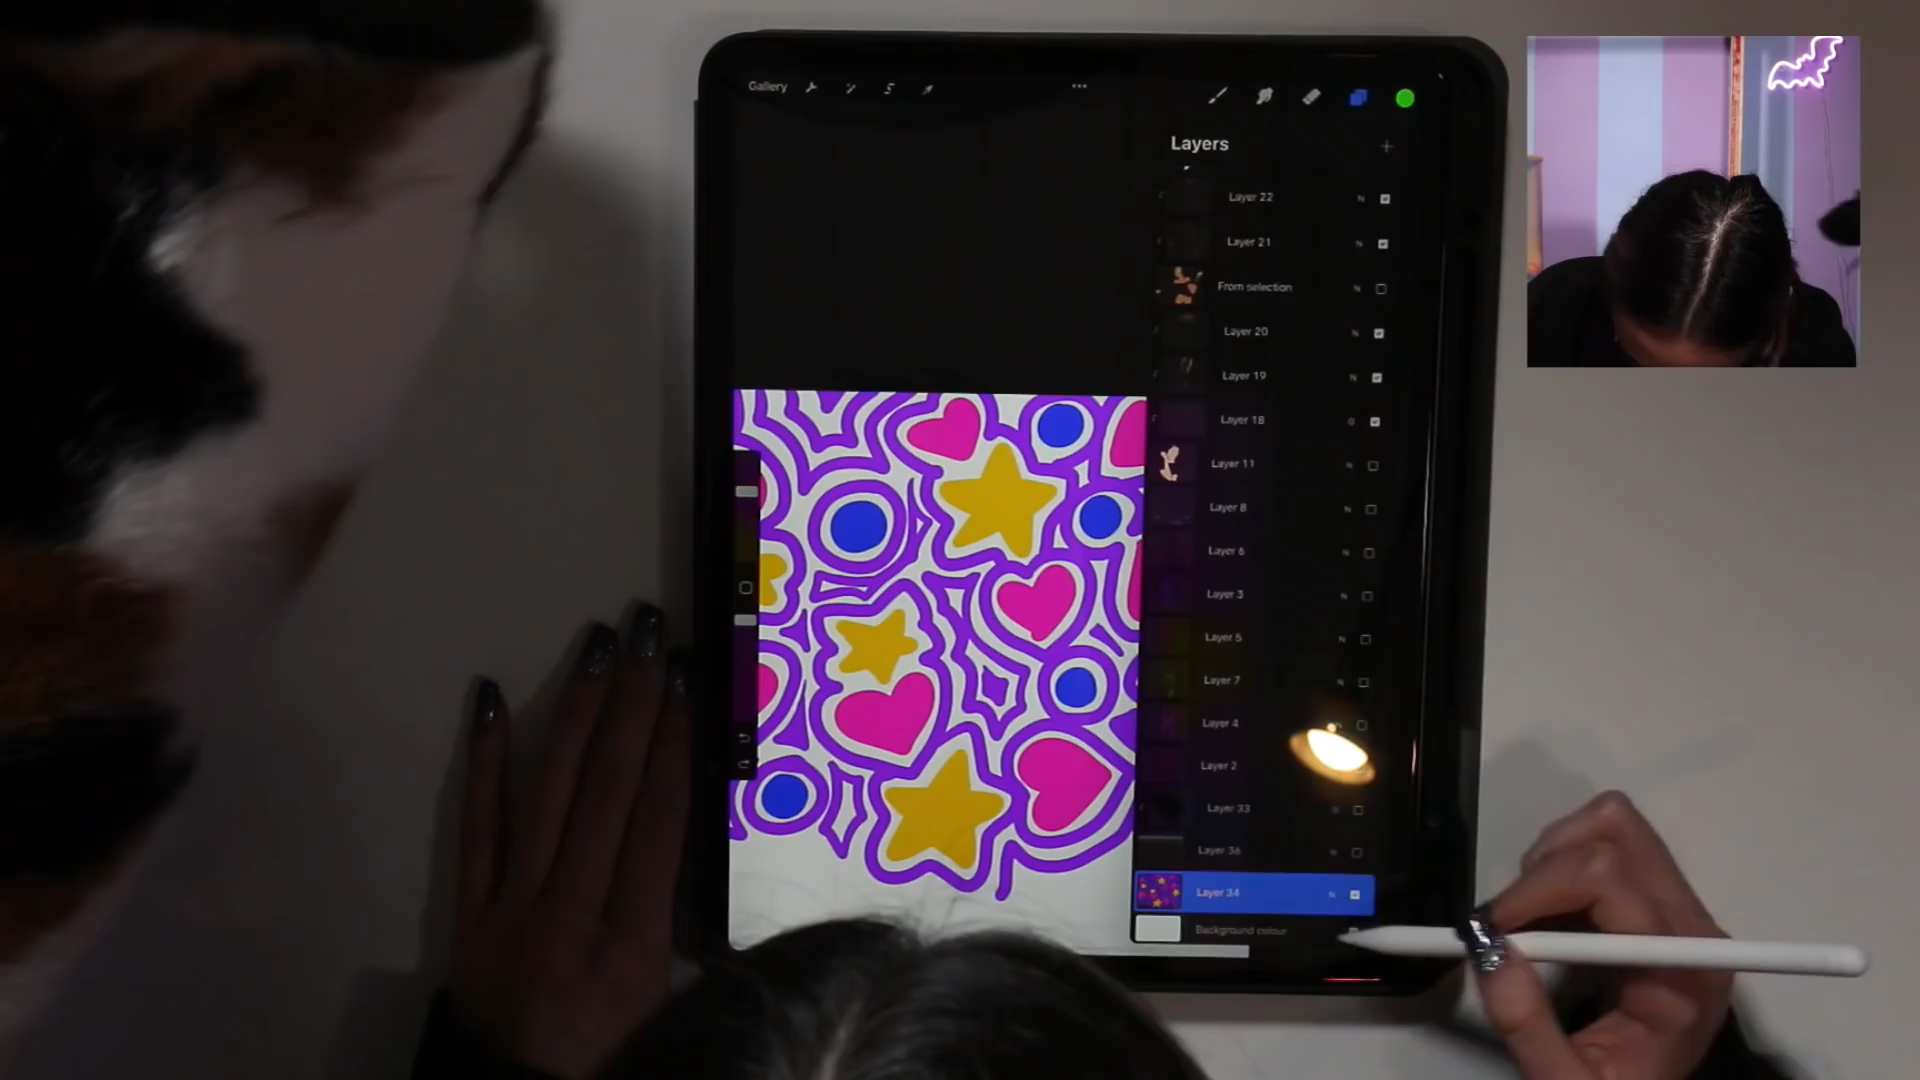 Gallery
Layers
Layer 22 N
Layer 21 N
From selection N
Layer 20 N
Layer 19 N
Layer 18 O
Layer 11 N
Layer 8 N
Layer 6 N
Layer 3 N
Layer 5 N
Layer 7 N
Layer 4 N
Layer 2
Layer 33
Layer 36 N
Layer 34 N
Background colour